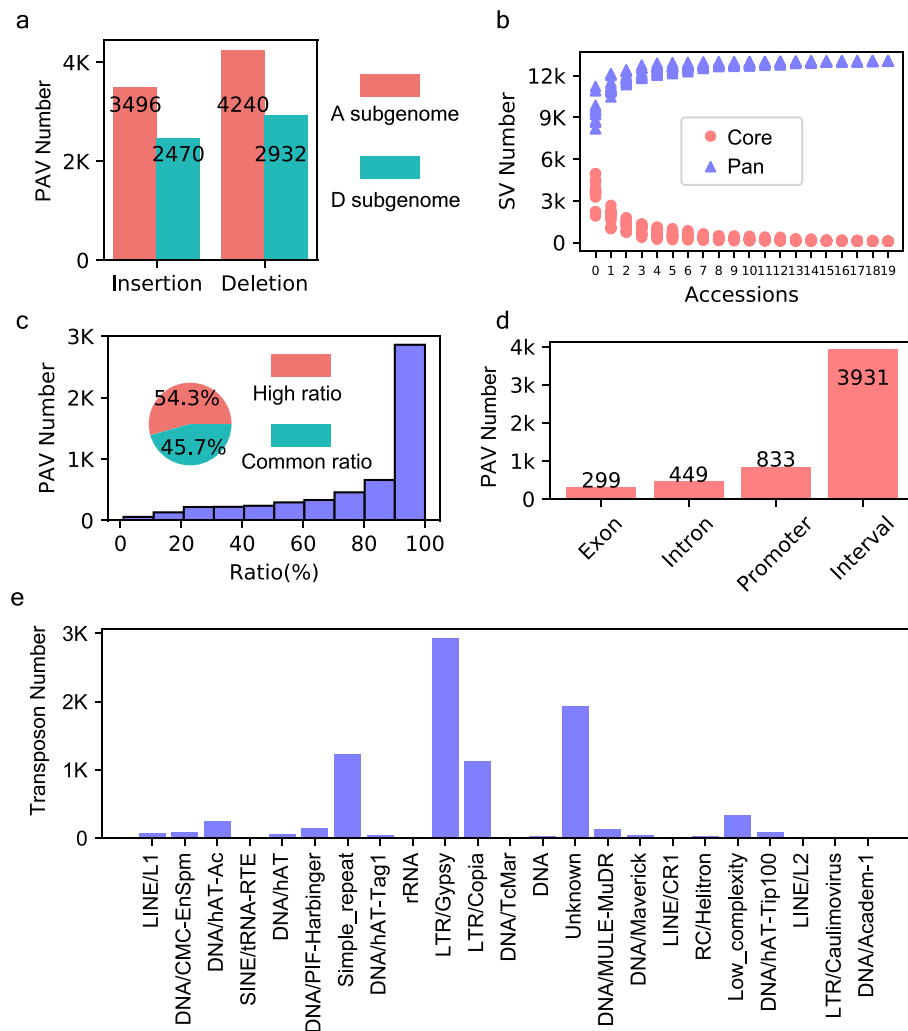 a
PAV Number
4K
2K
0
3496
2470
4240
2932
Insertion
Deletion
A subgenome
D subgenome
b
SV Number
12k
9K
6k
3k
0
Core
Pan
0 1 2 3 4 5 6 7 8 9 10 11 12 13 14 15 16 17 18 19
Accessions
c
PAV Number
3K
2K
1K
0
54.3%
45.7%
High ratio
Common ratio
0 20 40 60 80 100
Ratio(%)
d
PAV Number
4k
3k
2k
1k
0
299
449
833
3931
Exon
Intron
Promoter
Interval
e
Transposon Number
3K
2K
1K
0
LINE/L1
DNA/CMC-EnSpm
DNA/hAT-Ac
SINE/tRNA-RTE
DNA/hAT
DNA/PIF-Harbinger
Simple_repeat
DNA/hAT-Tag1
rRNA
LTR/Gypsy
LTR/Copia
DNA/TcMar
DNA
Unknown
DNA/MULE-MuDR
DNA/Maverick
LINE/CR1
RC/Helitron
Low_complexity
DNA/hAT-Tip100
LINE/L2
LTR/Caulimovirus
DNA/Academ-1